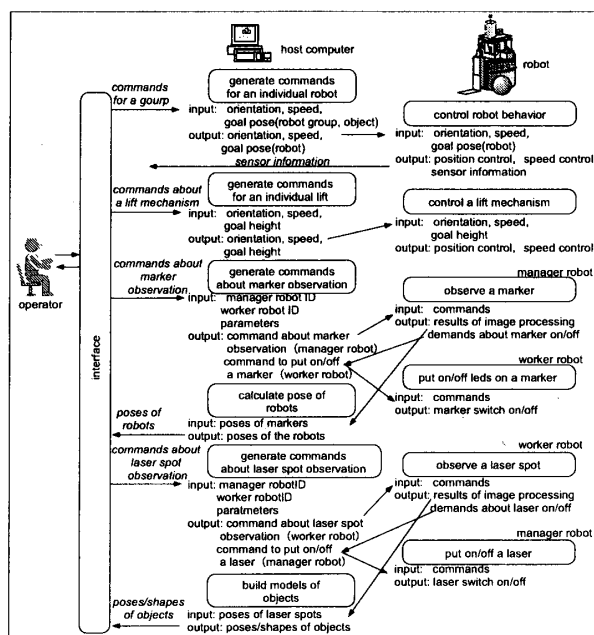 host computer
robot
commands
for a gourp
generate commands
for an individual robot
input: orientation, speed,
goal pose(robot group, object)
output: orientation, speed,
goal pose(robot)
control robot behavior
input: orientation, speed,
goal pose(robot)
output: position control, speed control
sensor information
sensor information
commands about
a lift mechanism
generate commands
for an individual lift
input: orientation, speed,
goal height
output: orientation, speed,
goal height
control a lift mechanism
input: orientation, speed,
goal height
output: position control, speed control
operator
interface
commands about
marker
observation
generate commands
about marker observation
input: manager robot ID
worker robot ID
parameters
output: command about marker
observation (manager robot)
command to put on/off
a marker (worker robot)
manager robot
observe a marker
input: commands
output: results of image processing
demands about marker on/off
worker robot
put on/off leds on a marker
input: commands
output: marker switch on/off
calculate pose of
robots
poses of
robots
input: poses of markers
output: poses of the robots
commands about
laser spot
observation
generate commands
about laser spot observation
input: manager robotID
worker robotID
paratmeters
output: command about laser spot
observation (worker robot)
command to put on/off
a laser (manager robot)
worker robot
observe a laser spot
input: commands
output: results of image processing
demands about laser on/off
manager robot
put on/off a laser
input: commands
output: laser switch on/off
build models of
objects
poses/shapes
of objects
input: poses of laser spots
output: poses/shapes of objects